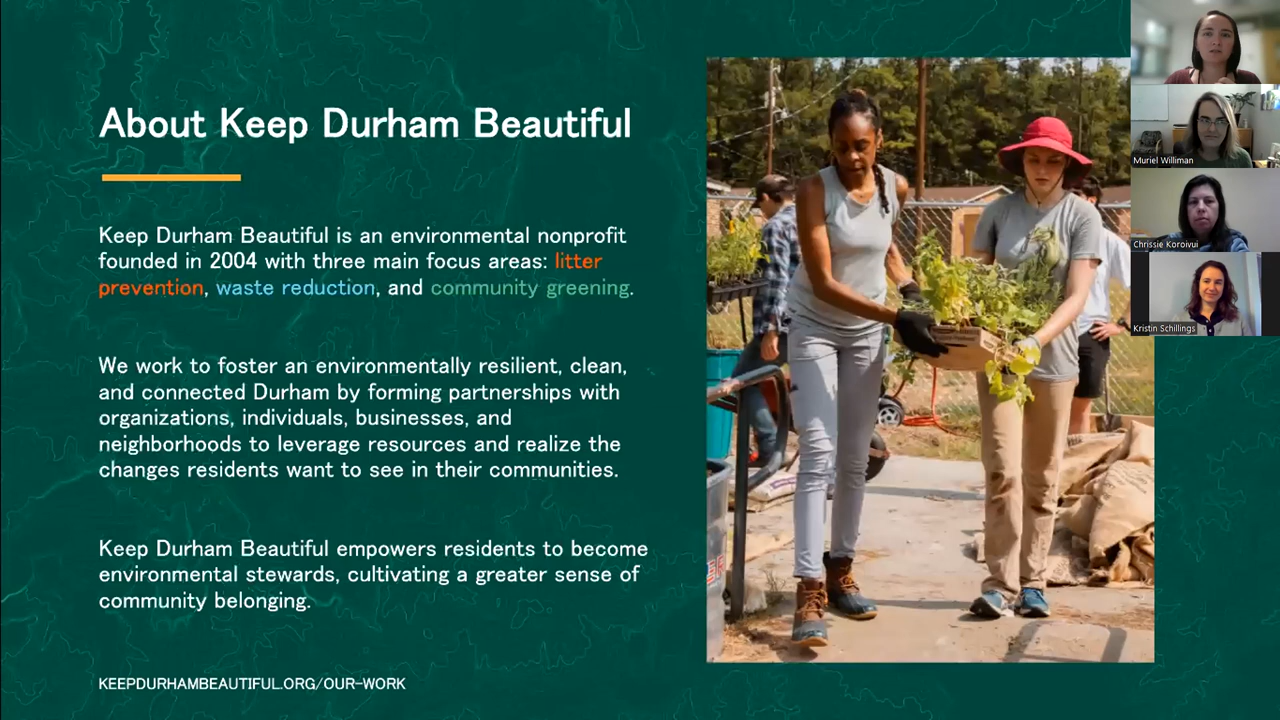 About Keep Durham Beautiful
Keep Durham Beautiful is an environmental nonprofit
founded in 2004 with three main focus areas: litter
prevention, waste reduction, and community greening.
We work to foster an environmentally resilient, clean,
and connected Durham by forming partnerships with
organizations, individuals, businesses, and
neighborhoods to leverage resources and realize the
changes residents want to see in their communities.
Keep Durham Beautiful empowers residents to become
environmental stewards, cultivating a greater sense of
community belonging.
KEEPDURHAMBEAUTIFUL.ORG/OUR-WORK
Muriel Williman
Chrissie Koroivui
Kristin Schillings